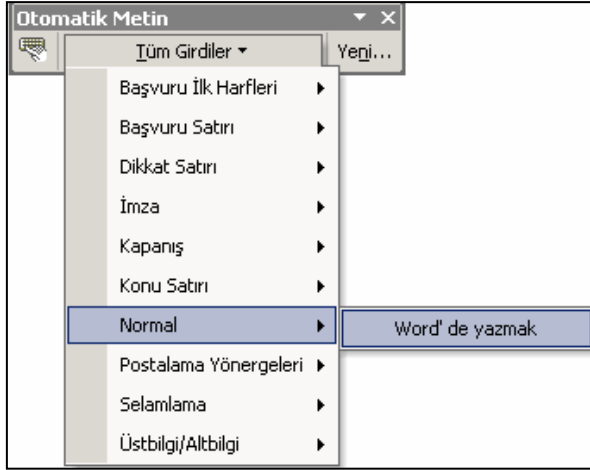 Otomatik Metin
Tüm Girdiler Yeni...
Başvuru İlk Harfleri
Başvuru Satırı
Dikkat Satırı
İmza
Kapanış
Konu Satırı
Normal Word' de yazmak
Postalama Yönergeleri
Selamlama
Üstbilgi/Altbilgi